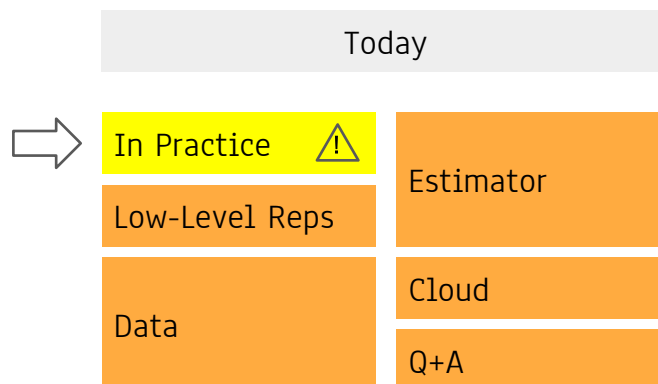 Today
In Practice
Low-Level Reps
Data
Estimator
Cloud
Q+A